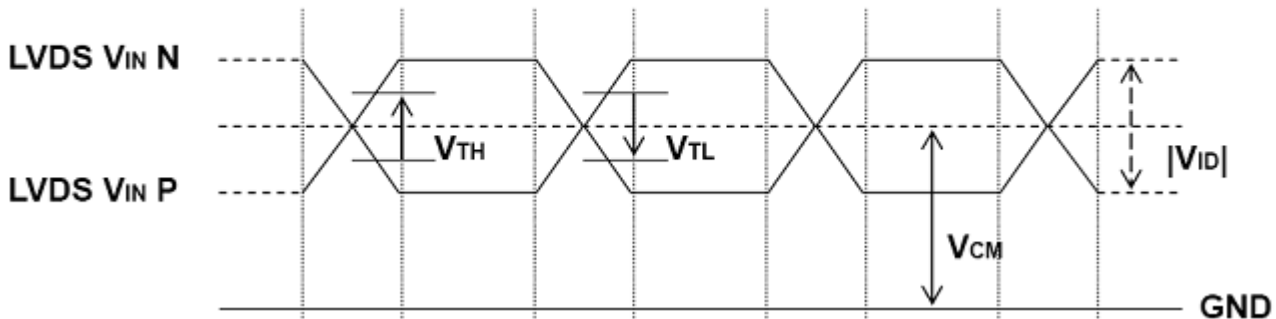 LVDS VIN N
VTH
VTL
|VID|
LVDS VIN P
VCM
GND